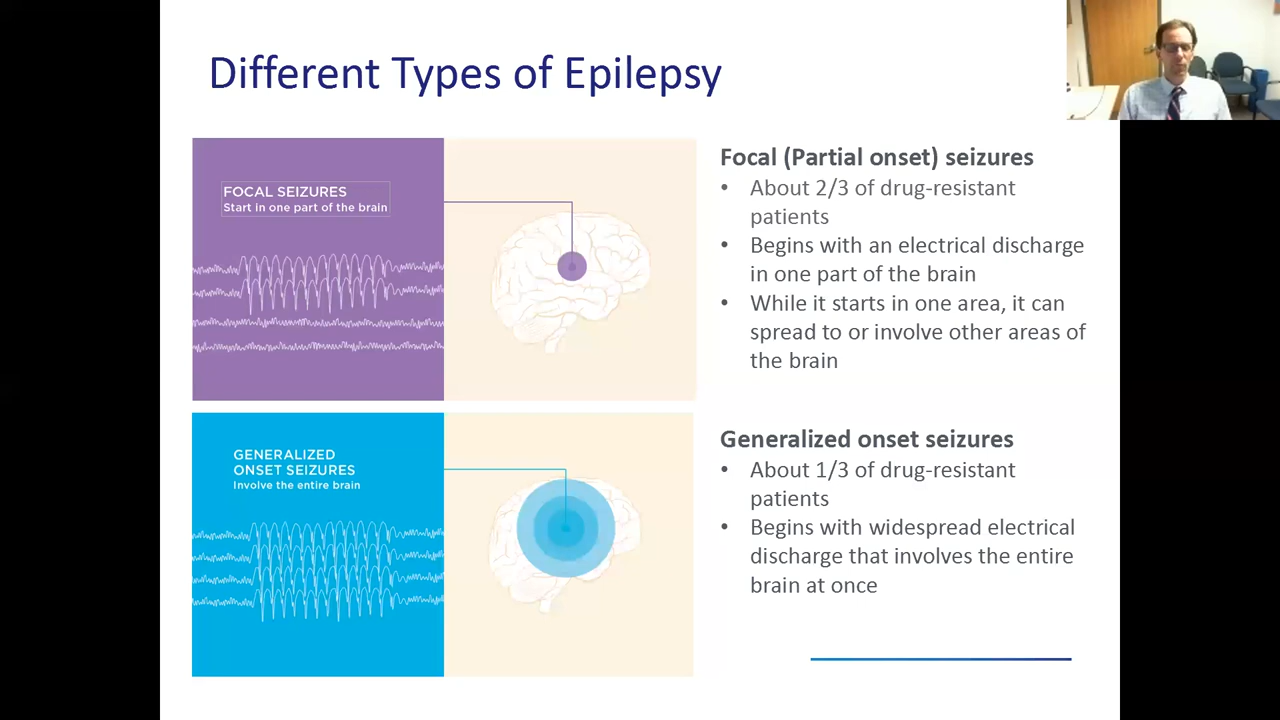 Different Types of Epilepsy
FOCAL SEIZURES
Start in one part of the brain
Focal (Partial onset) seizures
• About 2/3 of drug-resistant
patients
• Begins with an electrical discharge
in one part of the brain
• While it starts in one area, it can
spread to or involve other areas of
the brain
GENERALIZED
ONSET SEIZURES
Involve the entire brain
Generalized onset seizures
• About 1/3 of drug-resistant
patients
• Begins with widespread electrical
discharge that involves the entire
brain at once